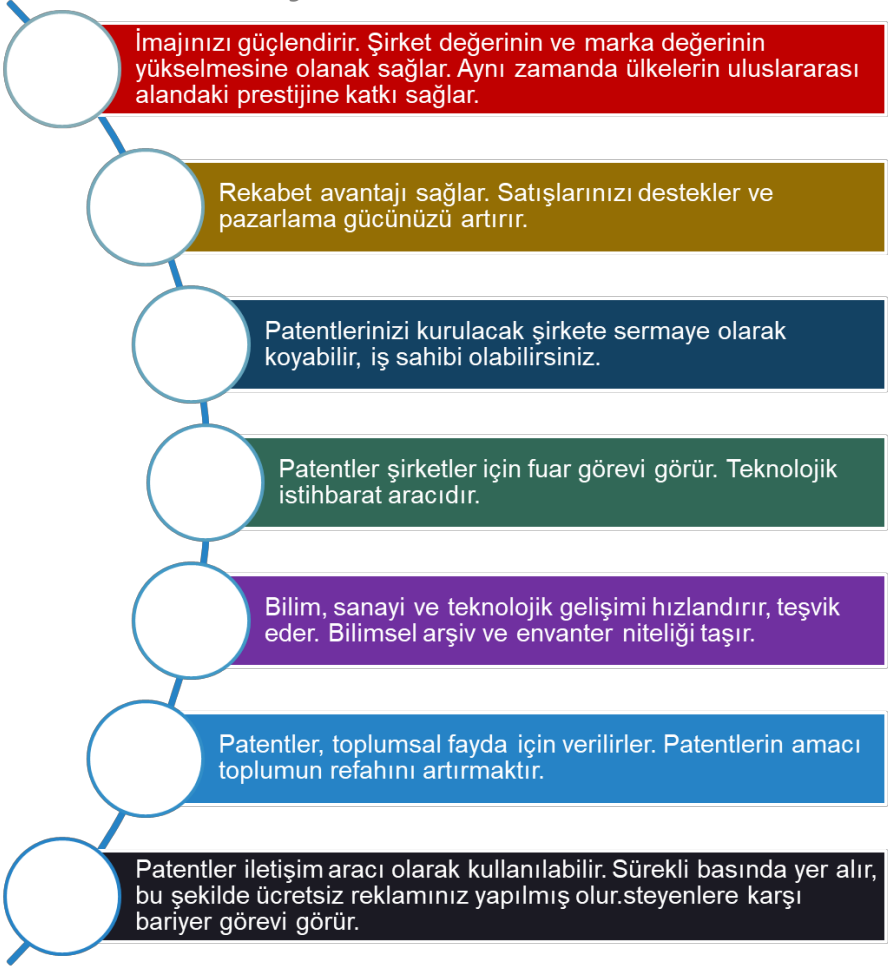 İmajınızı güçlendirir. Şirket değerinin ve marka değerinin
yükselmesine olanak sağlar. Aynı zamanda ülkelerin uluslararası
alandaki prestijine katkı sağlar.
Rekabet avantajı sağlar. Satışlarınızı destekler ve
pazarlama gücünüzü artırır.
Patentlerinizi kurulacak şirkete sermaye olarak
koyabilir, iş sahibi olabilirsiniz.
Patentler şirketler için fuar görevi görür. Teknolojik
istihbarat aracıdır.
Bilim, sanayi ve teknolojik gelişimi hızlandırır, teşvik
eder. Bilimsel arşiv ve envanter niteliği taşır.
Patentler, toplumsal fayda için verilirler. Patentlerin amacı
toplumun refahını artırmaktır.
Patentler iletişim aracı olarak kullanılabilir. Sürekli basında yer alır,
bu şekilde ücretsiz reklamınız yapılmış olur.steyenlere karşı
bariyer görevi görür.